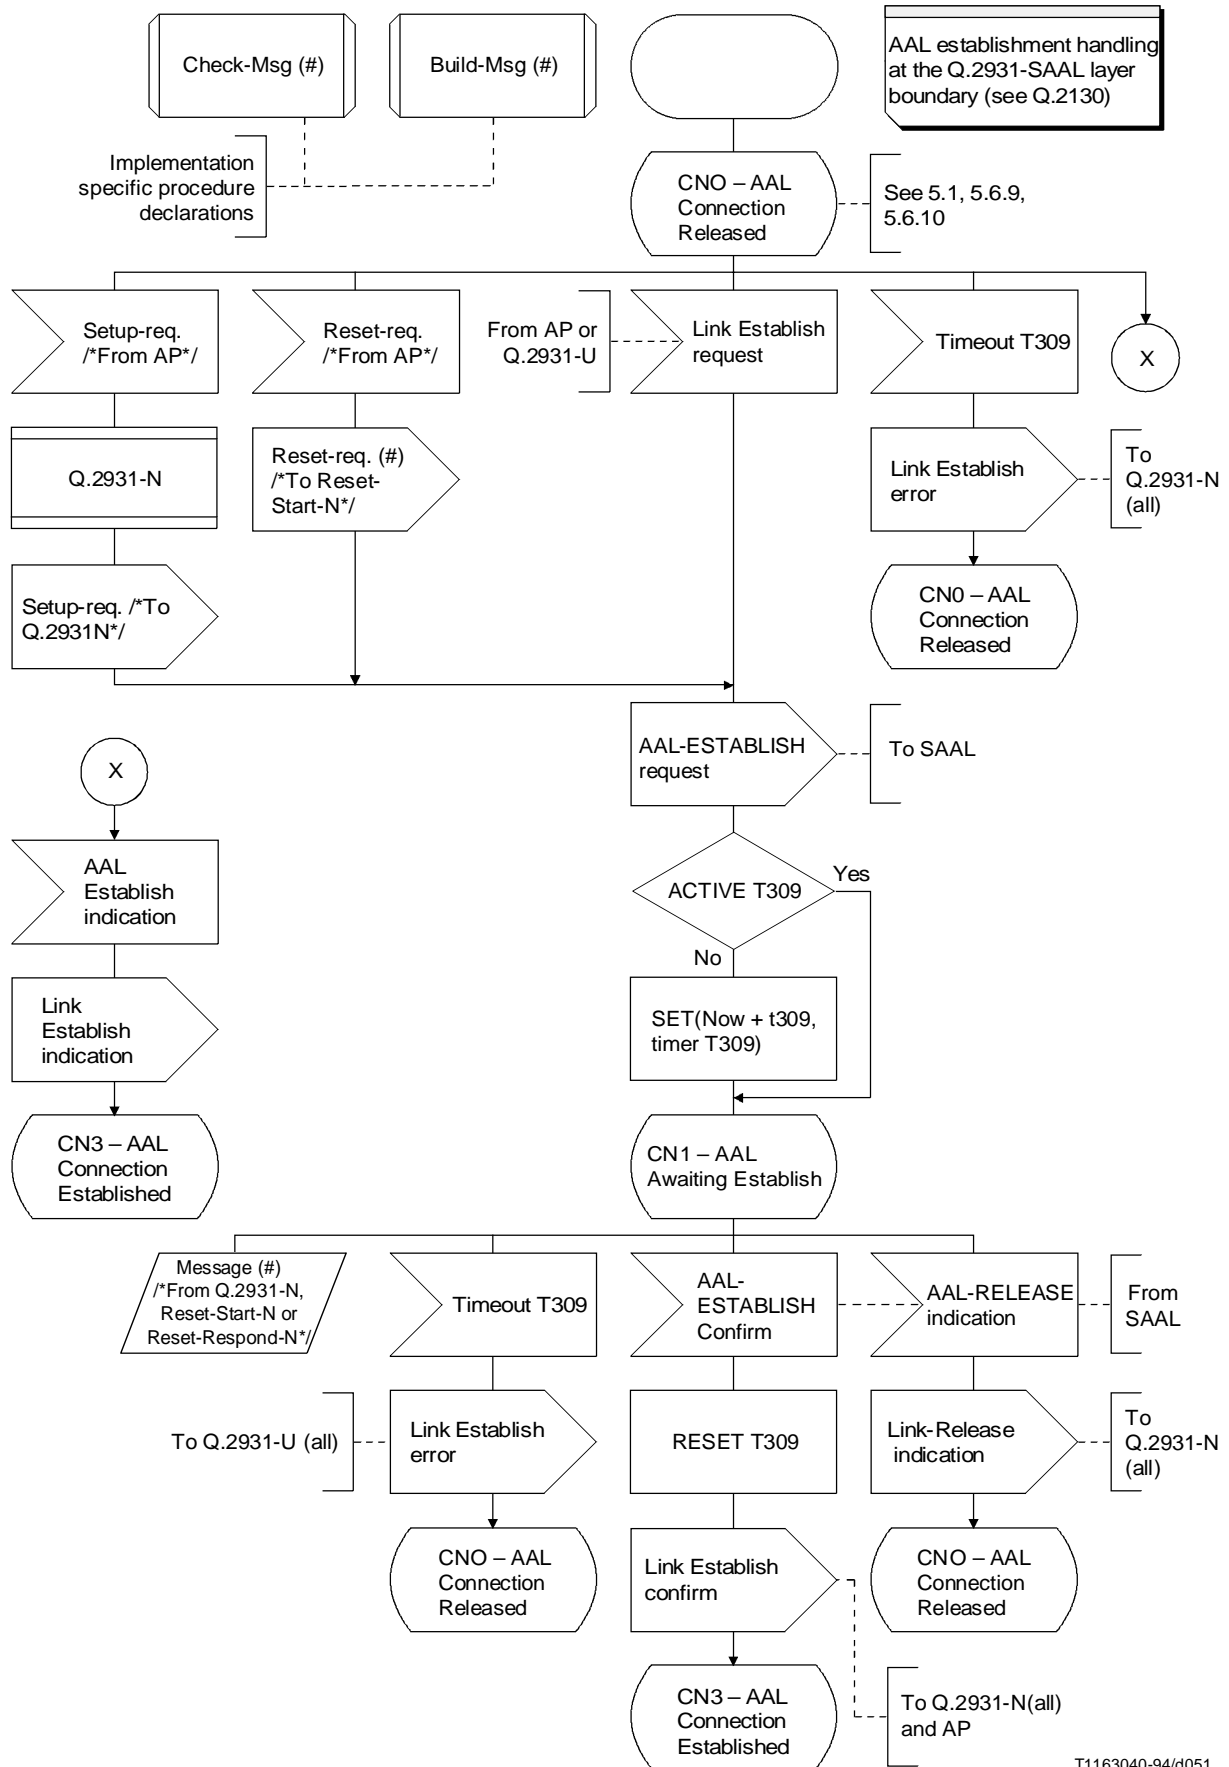 Check-Msg (#)
Build-Msg (#)
AAL establishment handling
at the Q.2931-SAAL layer
boundary (see Q.2130)
Implementation
specific procedure
declarations
CNO – AAL
Connection
Released
See 5.1, 5.6.9,
5.6.10
Setup-req.
/*From AP*/
Reset-req.
/*From AP*/
From AP or
Q.2931-U
Link Establish
request
Timeout T309
X
Q.2931-N
Reset-req. (#)
/*To Reset-
Start-N*/
Link Establish
error
To
Q.2931-N
(all)
Setup-req. /*To
Q.2931N*/
CN0 – AAL
Connection
Released
AAL-ESTABLISH
request
To SAAL
X
AAL
Establish
indication
ACTIVE T309
Yes
No
Link
Establish
indication
SET(Now + t309,
timer T309)
CN3 – AAL
Connection
Established
CN1 – AAL
Awaiting Establish
Message (#)
/*From Q.2931-N,
Reset-Start-N or
Reset-Respond-N*/
Timeout T309
AAL-
ESTABLISH
Confirm
AAL-RELEASE
indication
From
SAAL
To Q.2931-U (all)
Link Establish
error
RESET T309
Link-Release
indication
To
Q.2931-N
(all)
CNO – AAL
Connection
Released
Link Establish
confirm
CNO – AAL
Connection
Released
CN3 – AAL
Connection
Established
To Q.2931-N(all)
and AP
T1163040-94/d051